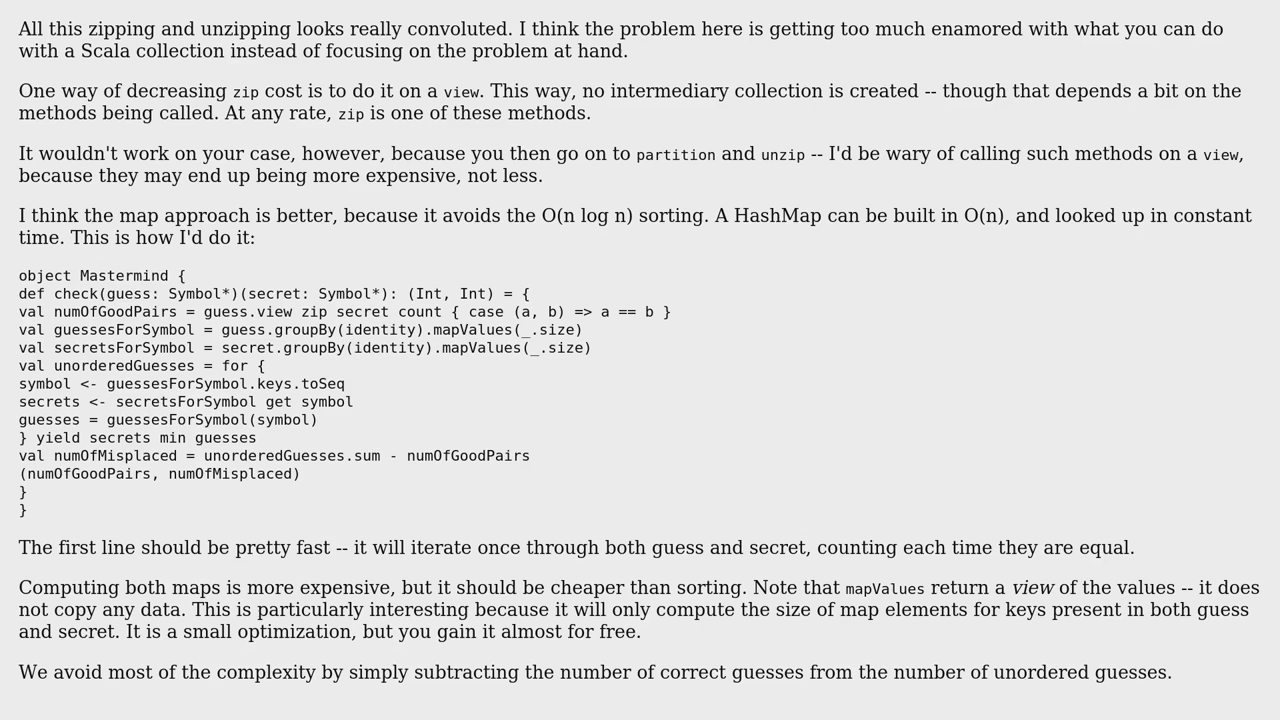 All this zipping and unzipping looks really convoluted. I think the problem here is getting too much enamored with what you can do
with a Scala collection instead of focusing on the problem at hand.
One way of decreasing zip cost is to do it on a view. This way, no intermediary collection is created -- though that depends a bit on the
methods being called. At any rate, zip is one of these methods.
It wouldn't work on your case, however, because you then go on to partition and unzip -- I'd be wary of calling such methods on a view,
because they may end up being more expensive, not less.
I think the map approach is better, because it avoids the O(n log n) sorting. A HashMap can be built in O(n), and looked up in constant
time. This is how I'd do it:
object Mastermind {
def check(guess: Symbol*)(secret: Symbol*): (Int, Int) = {
val numOfGoodPairs = guess.view zip secret count { case (a, b) => a == b }
val guessesForSymbol = guess.groupBy(identity).mapValues(_.size)
val secretsForSymbol = secret.groupBy(identity).mapValues(_.size)
val unorderedGuesses = for {
symbol <- guessesForSymbol.keys.toSeq
secrets <- secretsForSymbol get symbol
guesses = guessesForSymbol(symbol)
} yield secrets min guesses
val numOfMisplaced = unorderedGuesses.sum - numOfGoodPairs
(numOfGoodPairs, numOfMisplaced)
}
}
The first line should be pretty fast -- it will iterate once through both guess and secret, counting each time they are equal.
Computing both maps is more expensive, but it should be cheaper than sorting. Note that mapValues return a view of the values -- it does
not copy any data. This is particularly interesting because it will only compute the size of map elements for keys present in both guess
and secret. It is a small optimization, but you gain it almost for free.
We avoid most of the complexity by simply subtracting the number of correct guesses from the number of unordered guesses.